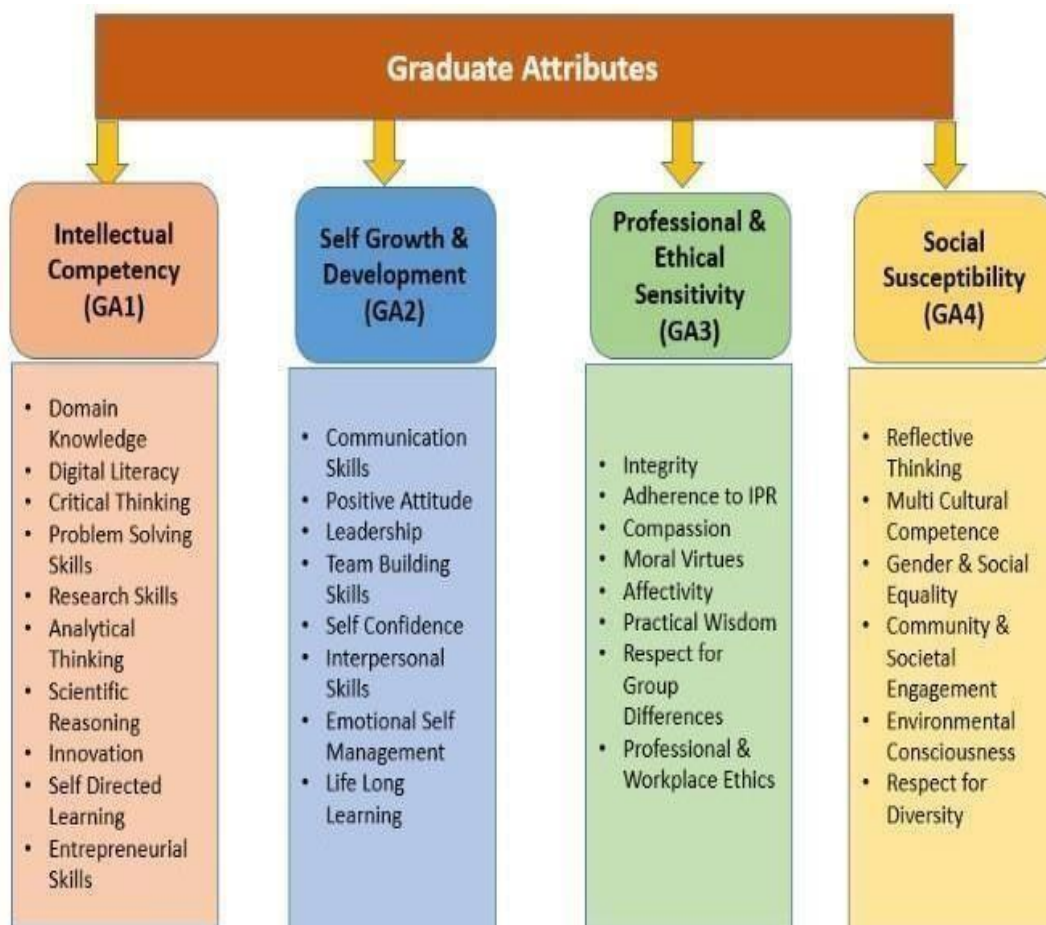 Graduate Attributes
Intellectual
Competency
(GA1)
• Domain
Knowledge
• Digital Literacy
• Critical Thinking
• Problem Solving
Skills
• Research Skills
• Analytical
Thinking
• Scientific
Reasoning
• Innovation
• Self Directed
Learning
• Entrepreneurial
Skills
Self Growth &
Development
(GA2)
• Communication
Skills
• Positive Attitude
• Leadership
• Team Building
Skills
• Self Confidence
• Interpersonal
Skills
• Emotional Self
Management
• Life Long
Learning
Professional &
Ethical
Sensitivity
(GA3)
• Integrity
• Adherence to IPR
• Compassion
• Moral Virtues
• Affectivity
• Practical Wisdom
• Respect for
Group
Differences
• Professional &
Workplace Ethics
Social
Susceptibility
(GA4)
• Reflective
Thinking
• Multi Cultural
Competence
• Gender & Social
Equality
• Community &
Societal
Engagement
• Environmental
Consciousness
• Respect for
Diversity